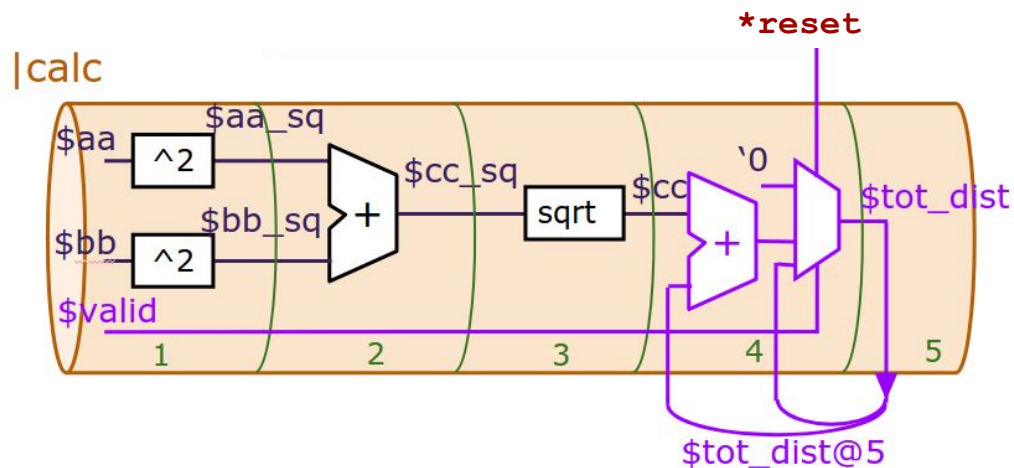 *reset
|calc
$aa
^2
$aa_sq
$bb
^2
$bb_sq
+
$cc_sq
sqrt
$cc
+
‵0
$tot_dist
$valid
1
2
3
4
5
$tot_dist@5